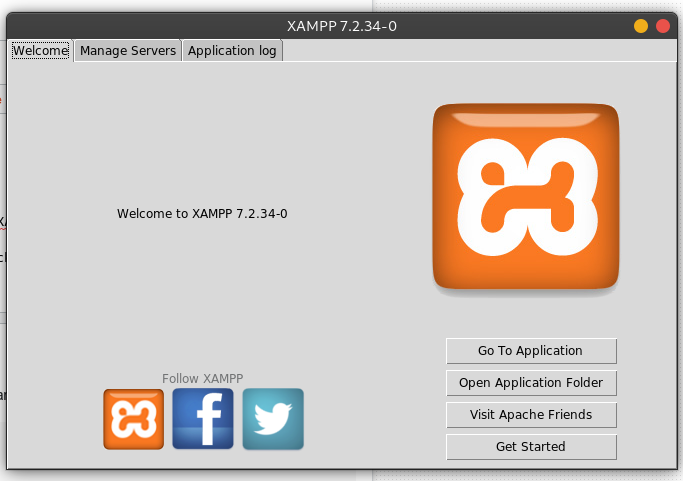 XAMPP 7.2.34-0
Welcome
Manage Servers
Application log
Welcome to XAMPP 7.2.34-0
Follow XAMPP
Go To Application
Open Application Folder
Visit Apache Friends
Get Started